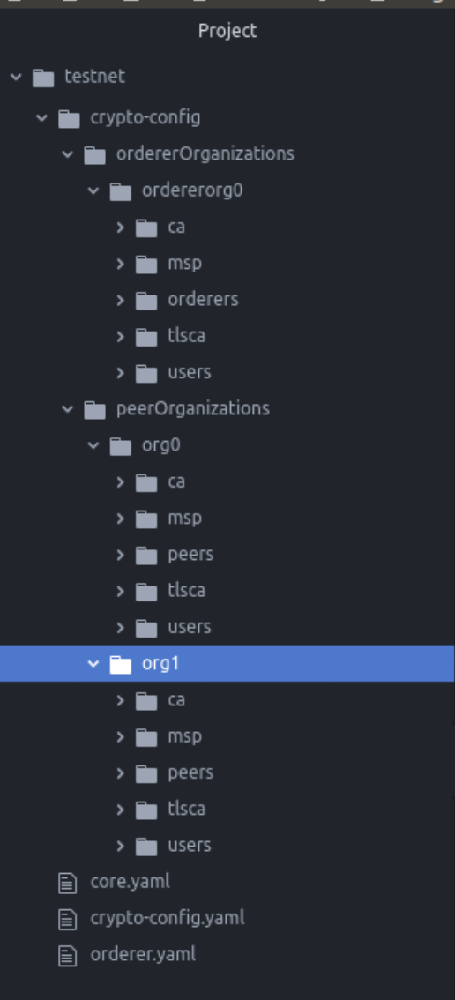 Project
testnet
crypto-config
ordererOrganizations
ordererorg0
ca
msp
orderers
tlsca
users
peerOrganizations
org0
ca
msp
peers
tlsca
users
org1
ca
msp
peers
tlsca
users
core.yaml
crypto-config.yaml
orderer.yaml